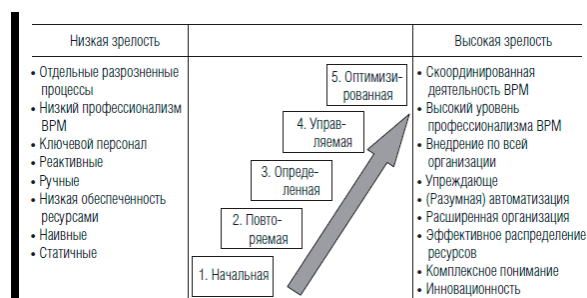 Низкая зрелость
• Отдельные разрозненные
процессы
• Низкий профессионализм
BPM
• Ключевой персонал
• Реактивные
• Ручные
• Низкая обеспеченность
ресурсами
• Наивные
• Статичные
5. Оптимизи-
рованная
4. Управ-
ляемая
3. Опреде-
ленная
2. Повто-
ряемая
1. Начальная
Высокая зрелость
• Скоординированная
деятельность BPM
• Высокий уровень
профессионализма BPM
• Внедрение по всей
организации
• Упреждающе
• (Разумная) автоматизация
• Расширенная организация
• Эффективное распределение
ресурсов
• Комплексное понимание
• Инновационность